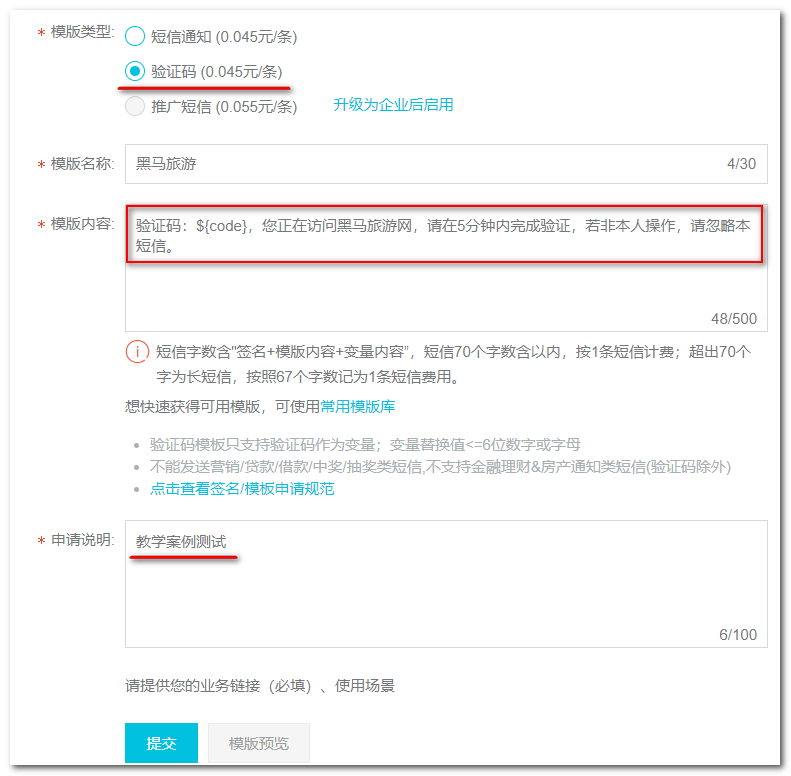 * 模版类型:
短信通知 (0.045元/条)
验证码 (0.045元/条)
推广短信 (0.055元/条) 升级为企业后启用
* 模版名称: 黑马旅游 4/30
* 模版内容: 验证码：${code}，您正在访问黑马旅游网，请在5分钟内完成验证，若非本人操作，请忽略本
短信。
48/500
短信字数含"签名+模版内容+变量内容"，短信70个字数含以内，按1条短信计费；超出70个
字为长短信，按照67个字数记为1条短信费用。
想快速获得可用模版，可使用常用模版库
• 验证码模板只支持验证码作为变量；变量替换值<=6位数字或字母
• 不能发送营销/贷款/借款/中奖/抽奖类短信,不支持金融理财&房产通知类短信(验证码除外)
• 点击查看签名/模板申请规范
* 申请说明: 教学案例测试
6/100
请提供您的业务链接（必填）、使用场景
提交 模版预览